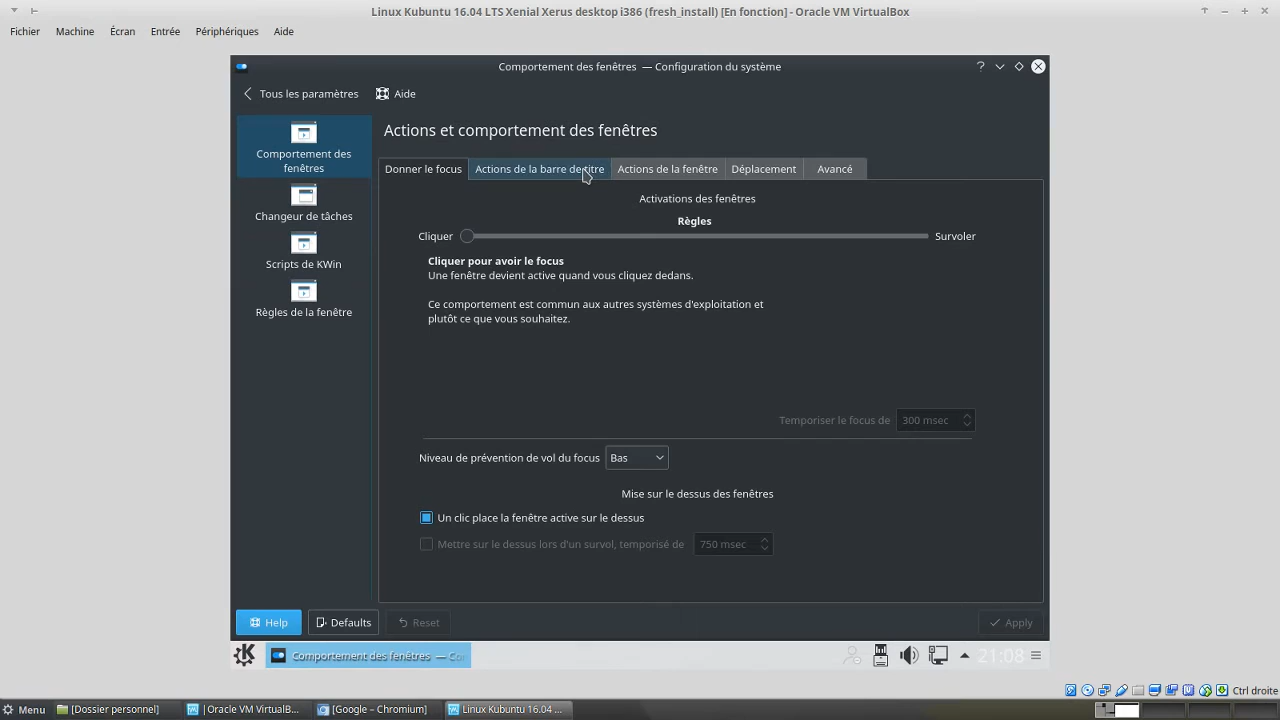 Linux Kubuntu 16.04 LTS Xenial Xerus desktop i386 (fresh_install) [En fonction] - Oracle VM VirtualBox
Fichier Machine Écran Entrée Périphériques Aide
Comportement des fenêtres — Configuration du système
Tous les paramètres Aide
Comportement des
fenêtres
Changeur de tâches
Scripts de KWin
Règles de la fenêtre
Actions et comportement des fenêtres
Donner le focus Actions de la barre de titre Actions de la fenêtre Déplacement Avancé
Activations des fenêtres
Règles
Cliquer Survoler
Cliquer pour avoir le focus
Une fenêtre devient active quand vous cliquez dedans.
Ce comportement est commun aux autres systèmes d'exploitation et
plutôt ce que vous souhaitez.
Temporiser le focus de 300 msec
Niveau de prévention de vol du focus Bas
Mise sur le dessus des fenêtres
Un clic place la fenêtre active sur le dessus
Mettre sur le dessus lors d'un survol, temporisé de 750 msec
Help Defaults Reset Apply
Comportement des fenêtres — Co 21:08
Ctrl droite
Menu [Dossier personnel] [Oracle VM VirtualB... [Google – Chromium] Linux Kubuntu 16.04 ...